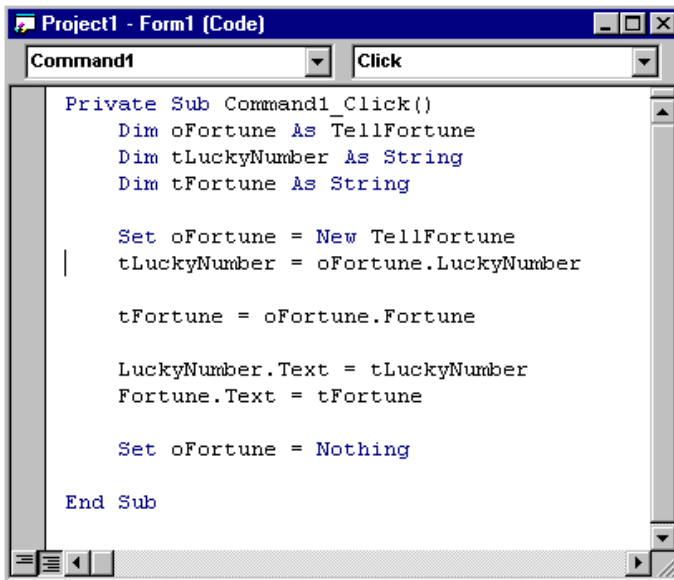 Project1 - Form1 (Code)
Command1 Click
Private Sub Command1_Click()
Dim oFortune As TellFortune
Dim tLuckyNumber As String
Dim tFortune As String
Set oFortune = New TellFortune
tLuckyNumber = oFortune.LuckyNumber
tFortune = oFortune.Fortune
LuckyNumber.Text = tLuckyNumber
Fortune.Text = tFortune
Set oFortune = Nothing
End Sub